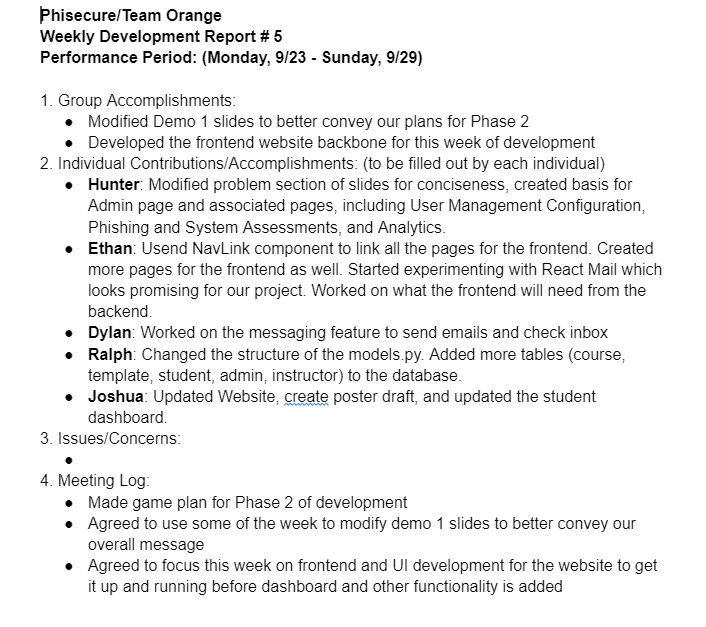 Phisecure/Team Orange
Weekly Development Report # 5
Performance Period: (Monday, 9/23 - Sunday, 9/29)
1. Group Accomplishments:
● Modified Demo 1 slides to better convey our plans for Phase 2
● Developed the frontend website backbone for this week of development
2. Individual Contributions/Accomplishments: (to be filled out by each individual)
● Hunter: Modified problem section of slides for conciseness, created basis for
Admin page and associated pages, including User Management Configuration,
Phishing and System Assessments, and Analytics.
● Ethan: Usend NavLink component to link all the pages for the frontend. Created
more pages for the frontend as well. Started experimenting with React Mail which
looks promising for our project. Worked on what the frontend will need from the
backend.
● Dylan: Worked on the messaging feature to send emails and check inbox
● Ralph: Changed the structure of the models.py. Added more tables (course,
template, student, admin, instructor) to the database.
● Joshua: Updated Website, create poster draft, and updated the student
dashboard.
3. Issues/Concerns:
●
4. Meeting Log:
● Made game plan for Phase 2 of development
● Agreed to use some of the week to modify demo 1 slides to better convey our
overall message
● Agreed to focus this week on frontend and UI development for the website to get
it up and running before dashboard and other functionality is added